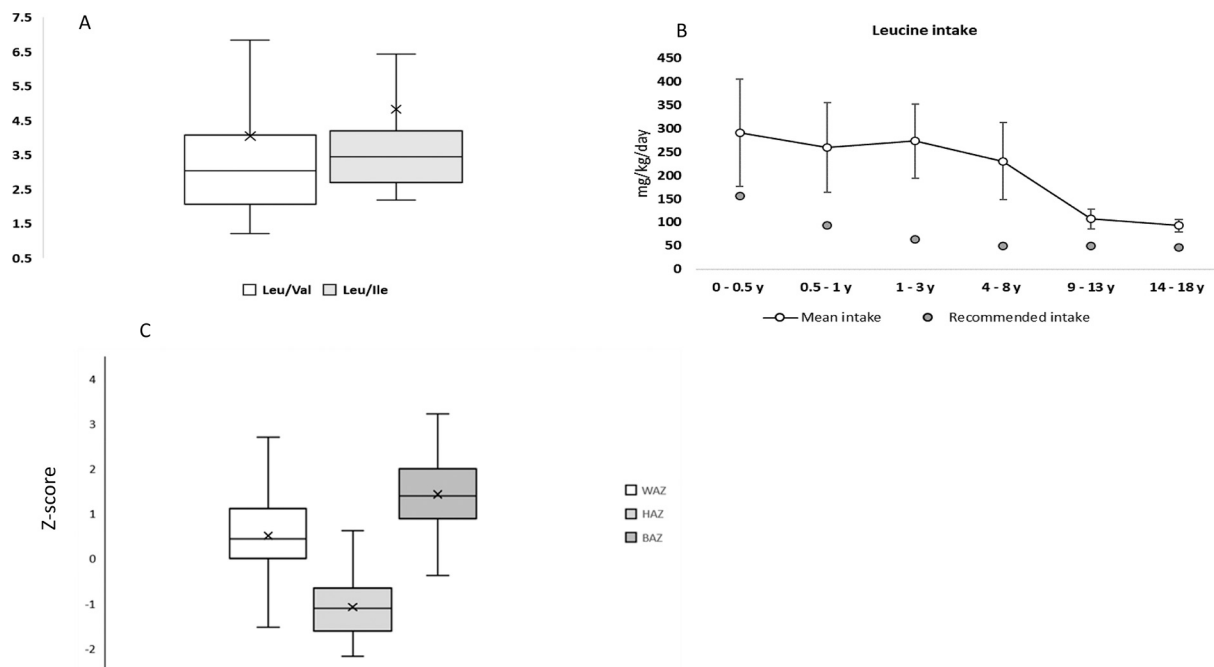 A
7.5
6.5
5.5
4.5
3.5
2.5
1.5
0.5
Leu/Val Leu/Ile
B
Leucine intake
mg/kg/day
450
400
350
300
250
200
150
100
50
0
0 - 0.5 y 0.5 - 1 y 1 - 3 y 4 - 8 y 9 - 13 y 14 - 18 y
Mean intake Recommended intake
C
Z-score
4
3
2
1
0
-1
-2
WAZ
HAZ
BAZ